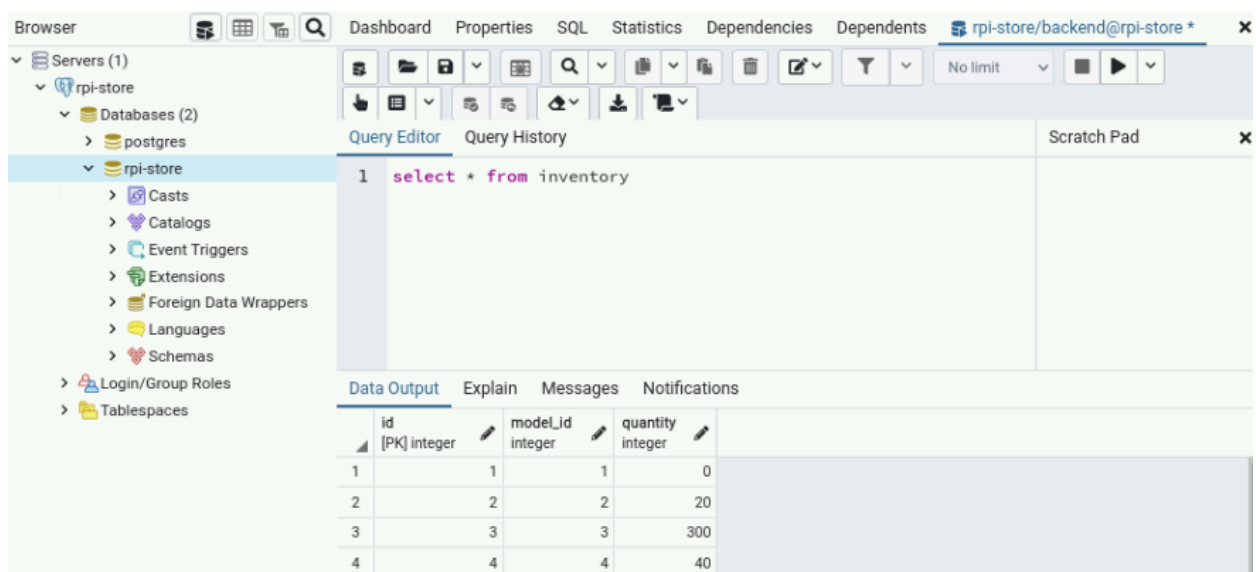 Browser
Dashboard Properties SQL Statistics Dependencies Dependents rpi-store/backend@rpi-store *
Servers (1)
rpi-store
Databases (2)
postgres
rpi-store
Casts
Catalogs
Event Triggers
Extensions
Foreign Data Wrappers
Languages
Schemas
Login/Group Roles
Tablespaces
No limit
Query Editor Query History
Scratch Pad
1 select * from inventory
Data Output Explain Messages Notifications
id model_id quantity
[PK] integer integer integer
1 1 1 0
2 2 2 20
3 3 3 300
4 4 4 40